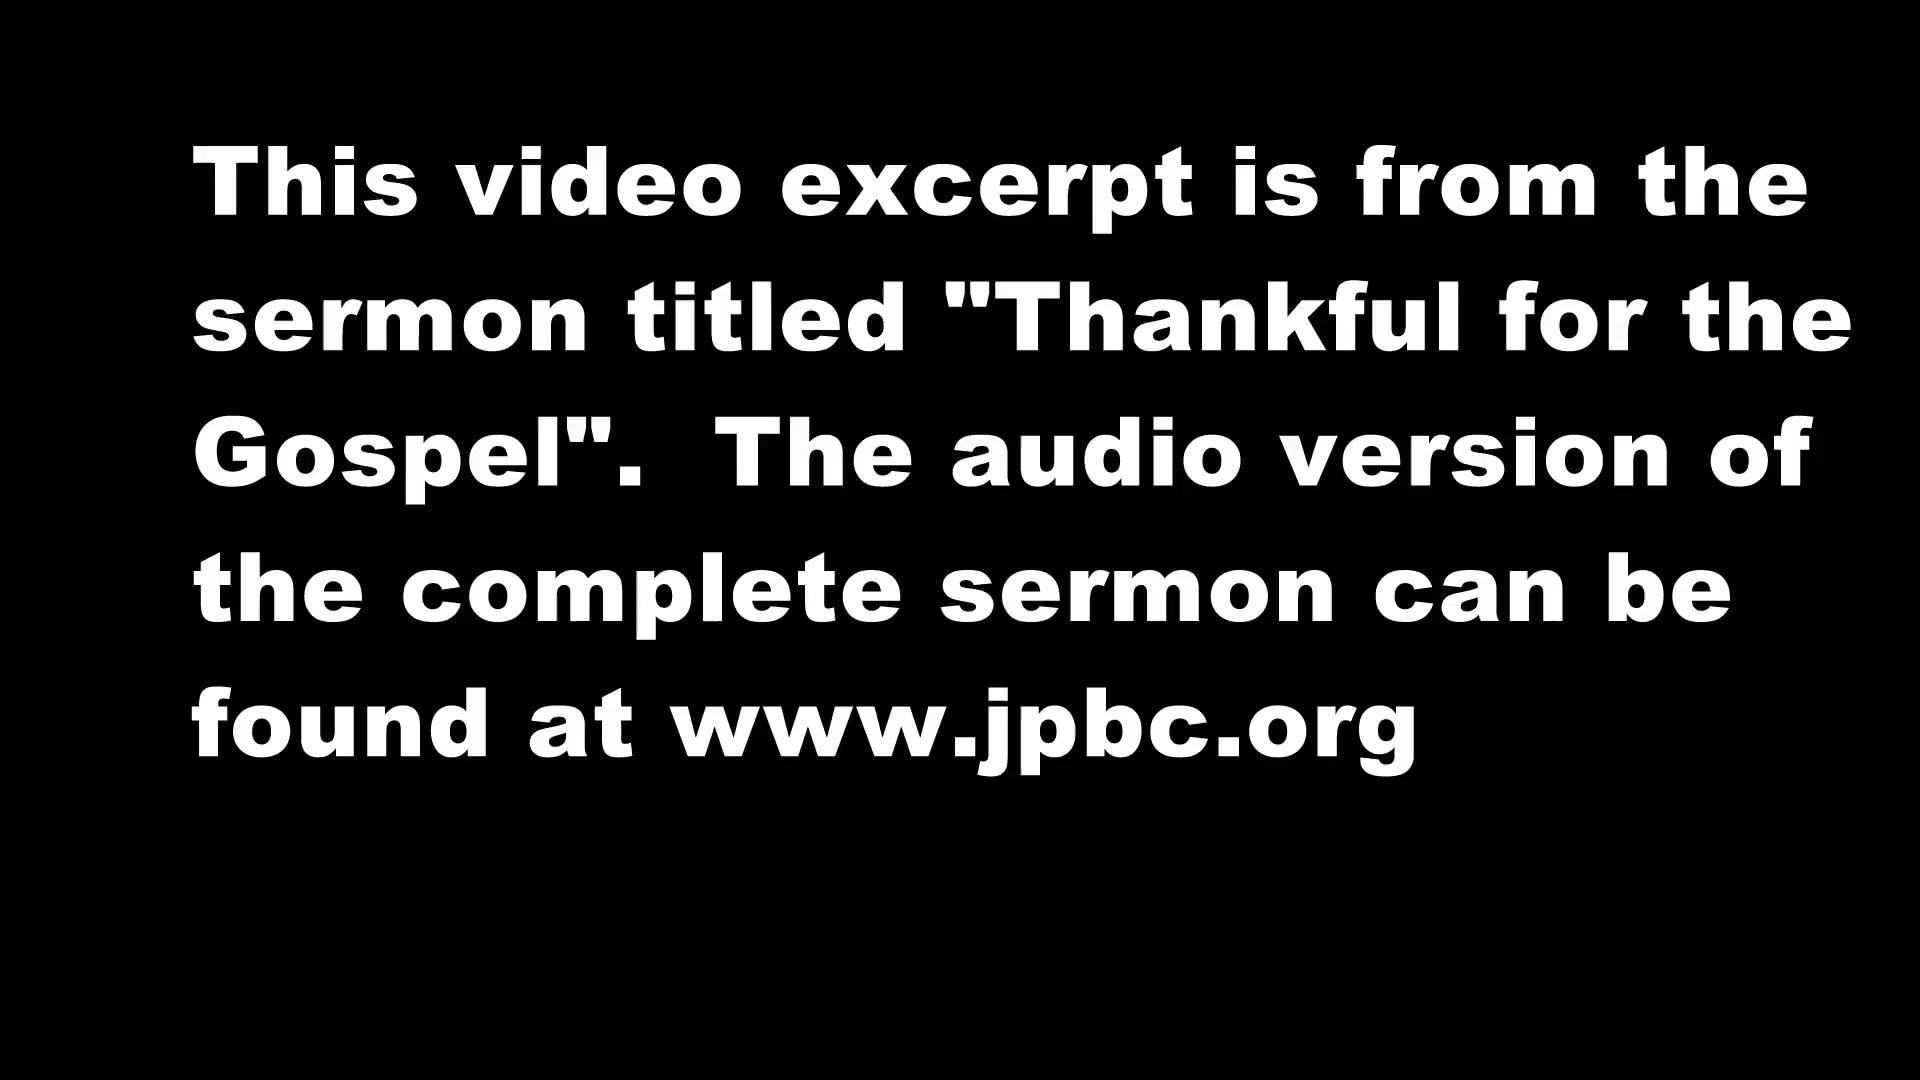 This video excerpt is from the
sermon titled "Thankful for the
Gospel".  The audio version of
the complete sermon can be
found at www.jpbc.org